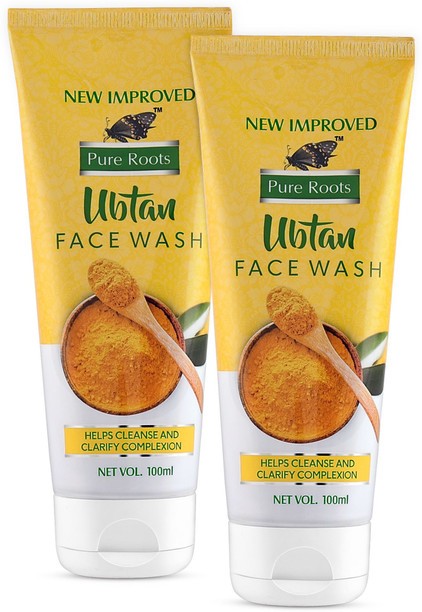 NEW IMPROVED
TM
Pure Roots
Ubtan
FACE WASH
HELPS CLEANSE AND
CLARIFY COMPLEXION
NET VOL. 100ml
NEW IMPROVED
TM
Pure Roots
Ubtan
FACE WASH
HELPS CLEANSE AND
CLARIFY COMPLEXION
NET VOL. 100ml